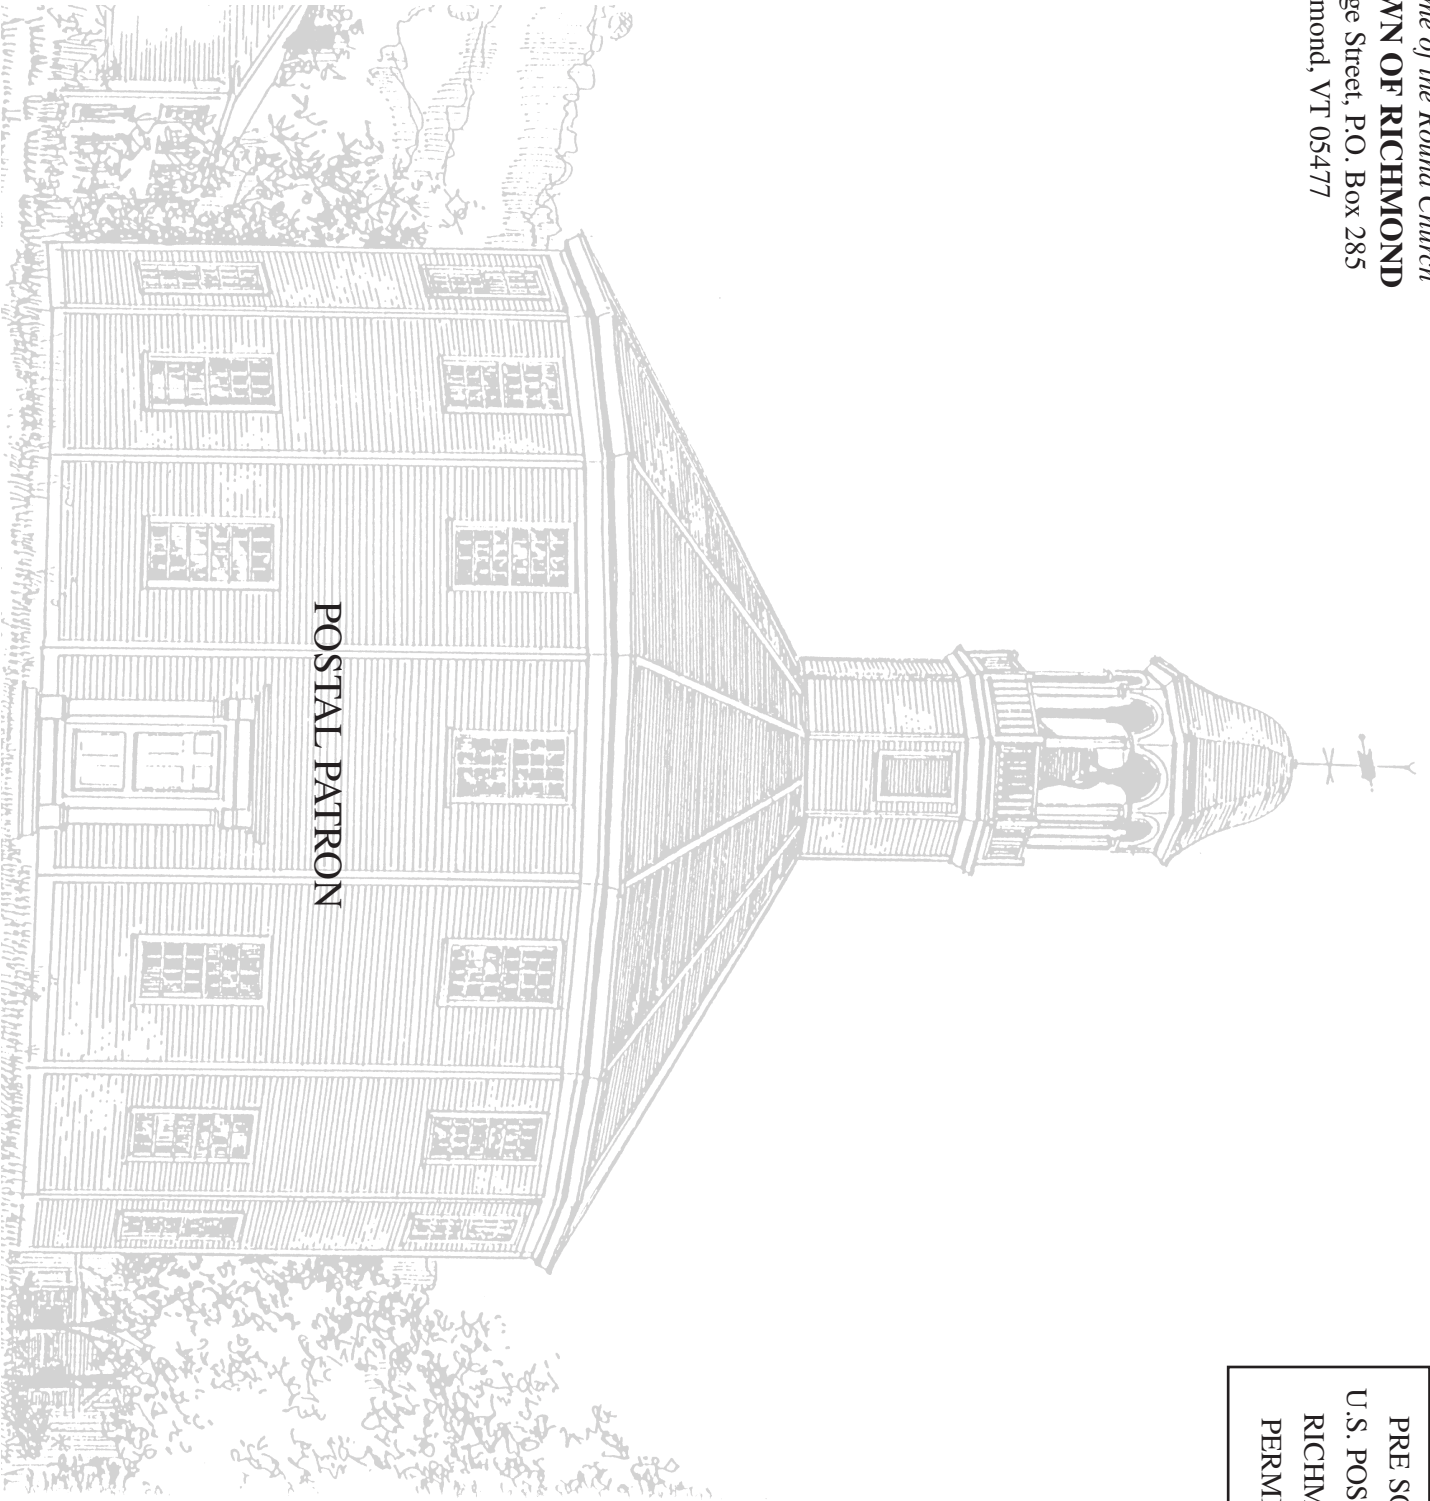 of the Round Church
WN OF RICHMOND
ge Street, P.O. Box 285
mond, VT 05477
PRE SO
U.S. POS
RICHM
PERM
POSTAL PATRON